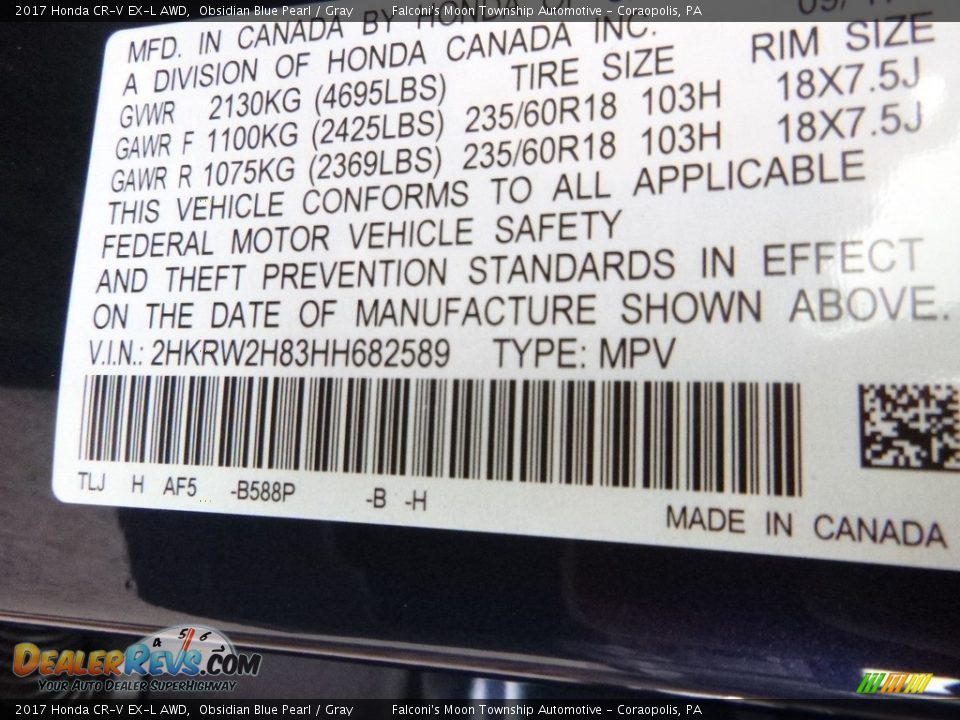 2017 Honda CR-V EX-L AWD, Obsidian Blue Pearl / Gray Falconi's Moon Township Automotive - Coraopolis, PA
MFD. IN CANADA BY HONDA
A DIVISION OF HONDA CANADA INC.
GVWR 2130KG (4695LBS) TIRE SIZE RIM SIZE
GAWR F 1100KG (2425LBS) 235/60R18 103H 18X7.5J
GAWR R 1075KG (2369LBS) 235/60R18 103H 18X7.5J
THIS VEHICLE CONFORMS TO ALL APPLICABLE
FEDERAL MOTOR VEHICLE SAFETY
AND THEFT PREVENTION STANDARDS IN EFFECT
ON THE DATE OF MANUFACTURE SHOWN ABOVE.
V.I.N.: 2HKRW2H83HH682589 TYPE: MPV
TLJ H AF5 -B588P -B -H
MADE IN CANADA
4 5 6
DEALERREVS.COM
YOUR AUTO DEALER SUPERHIGHWAY
2017 Honda CR-V EX-L AWD, Obsidian Blue Pearl / Gray Falconi's Moon Township Automotive - Coraopolis, PA